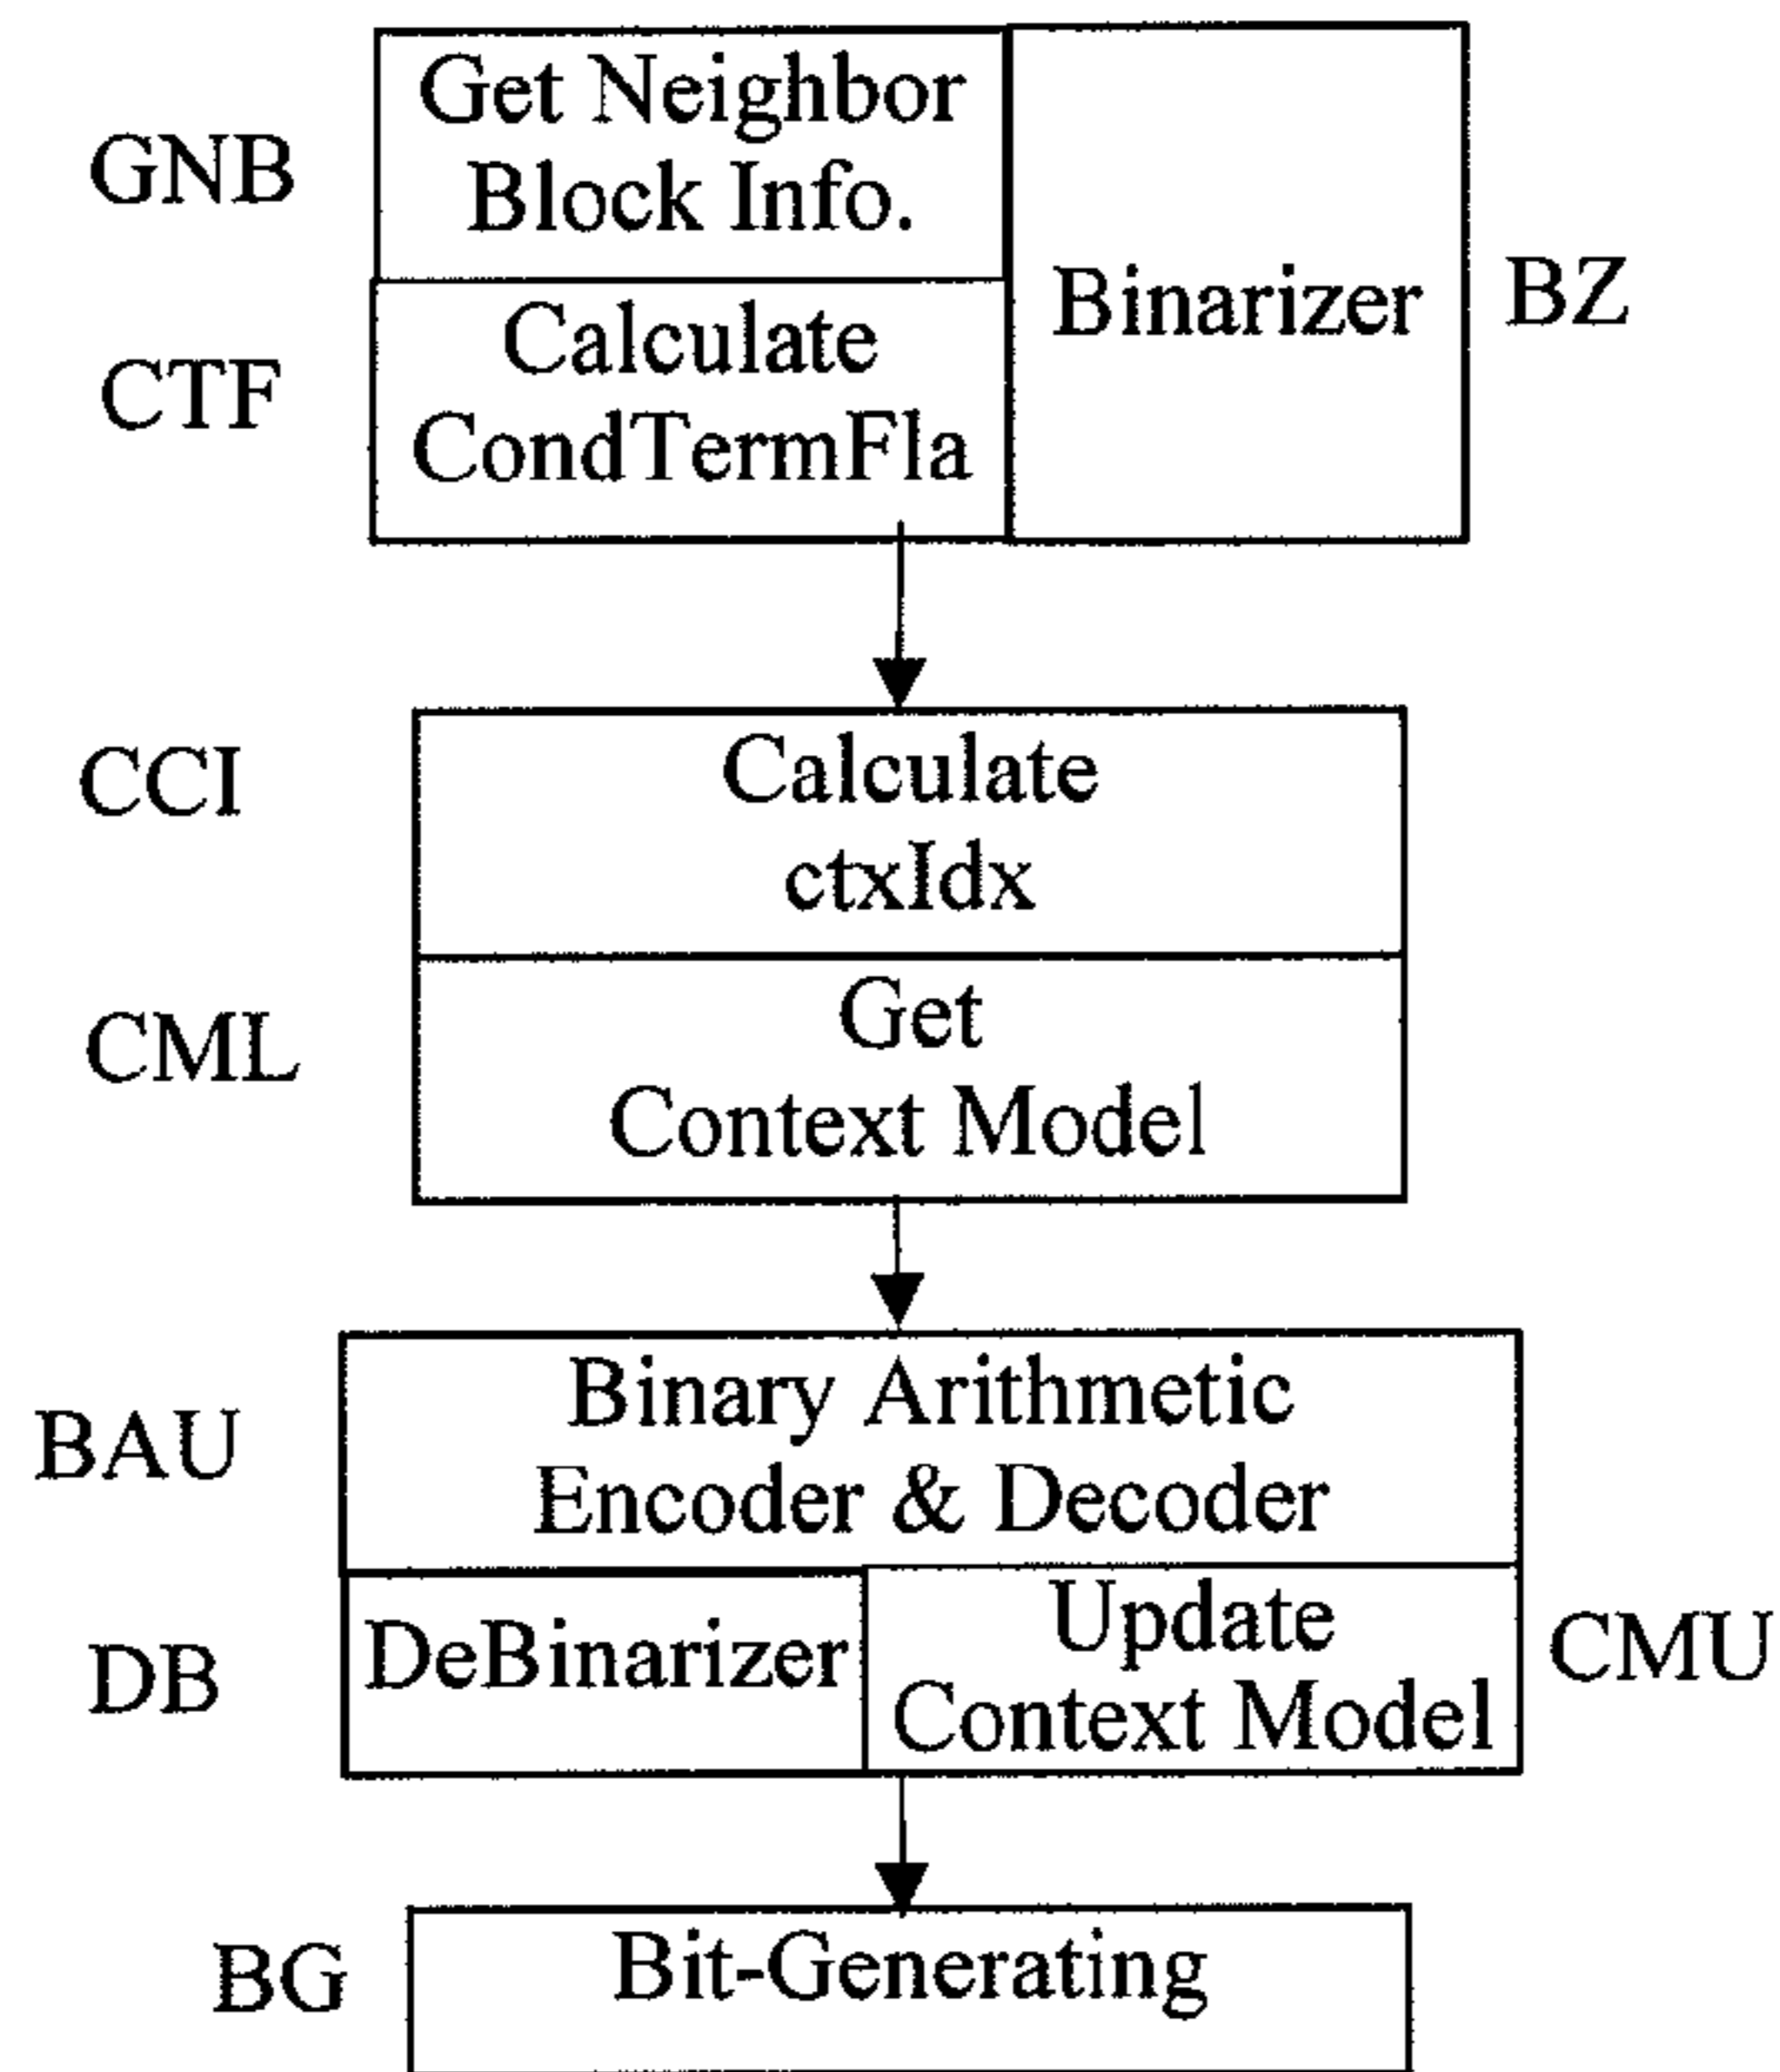 GNB
Get Neighbor
Block Info.
Binarizer
BZ
CTF
Calculate
CondTermFla
CCI
Calculate
ctxIdx
CML
Get
Context Model
BAU
Binary Arithmetic
Encoder & Decoder
DB
DeBinarizer
Update
Context Model
CMU
BG
Bit-Generating